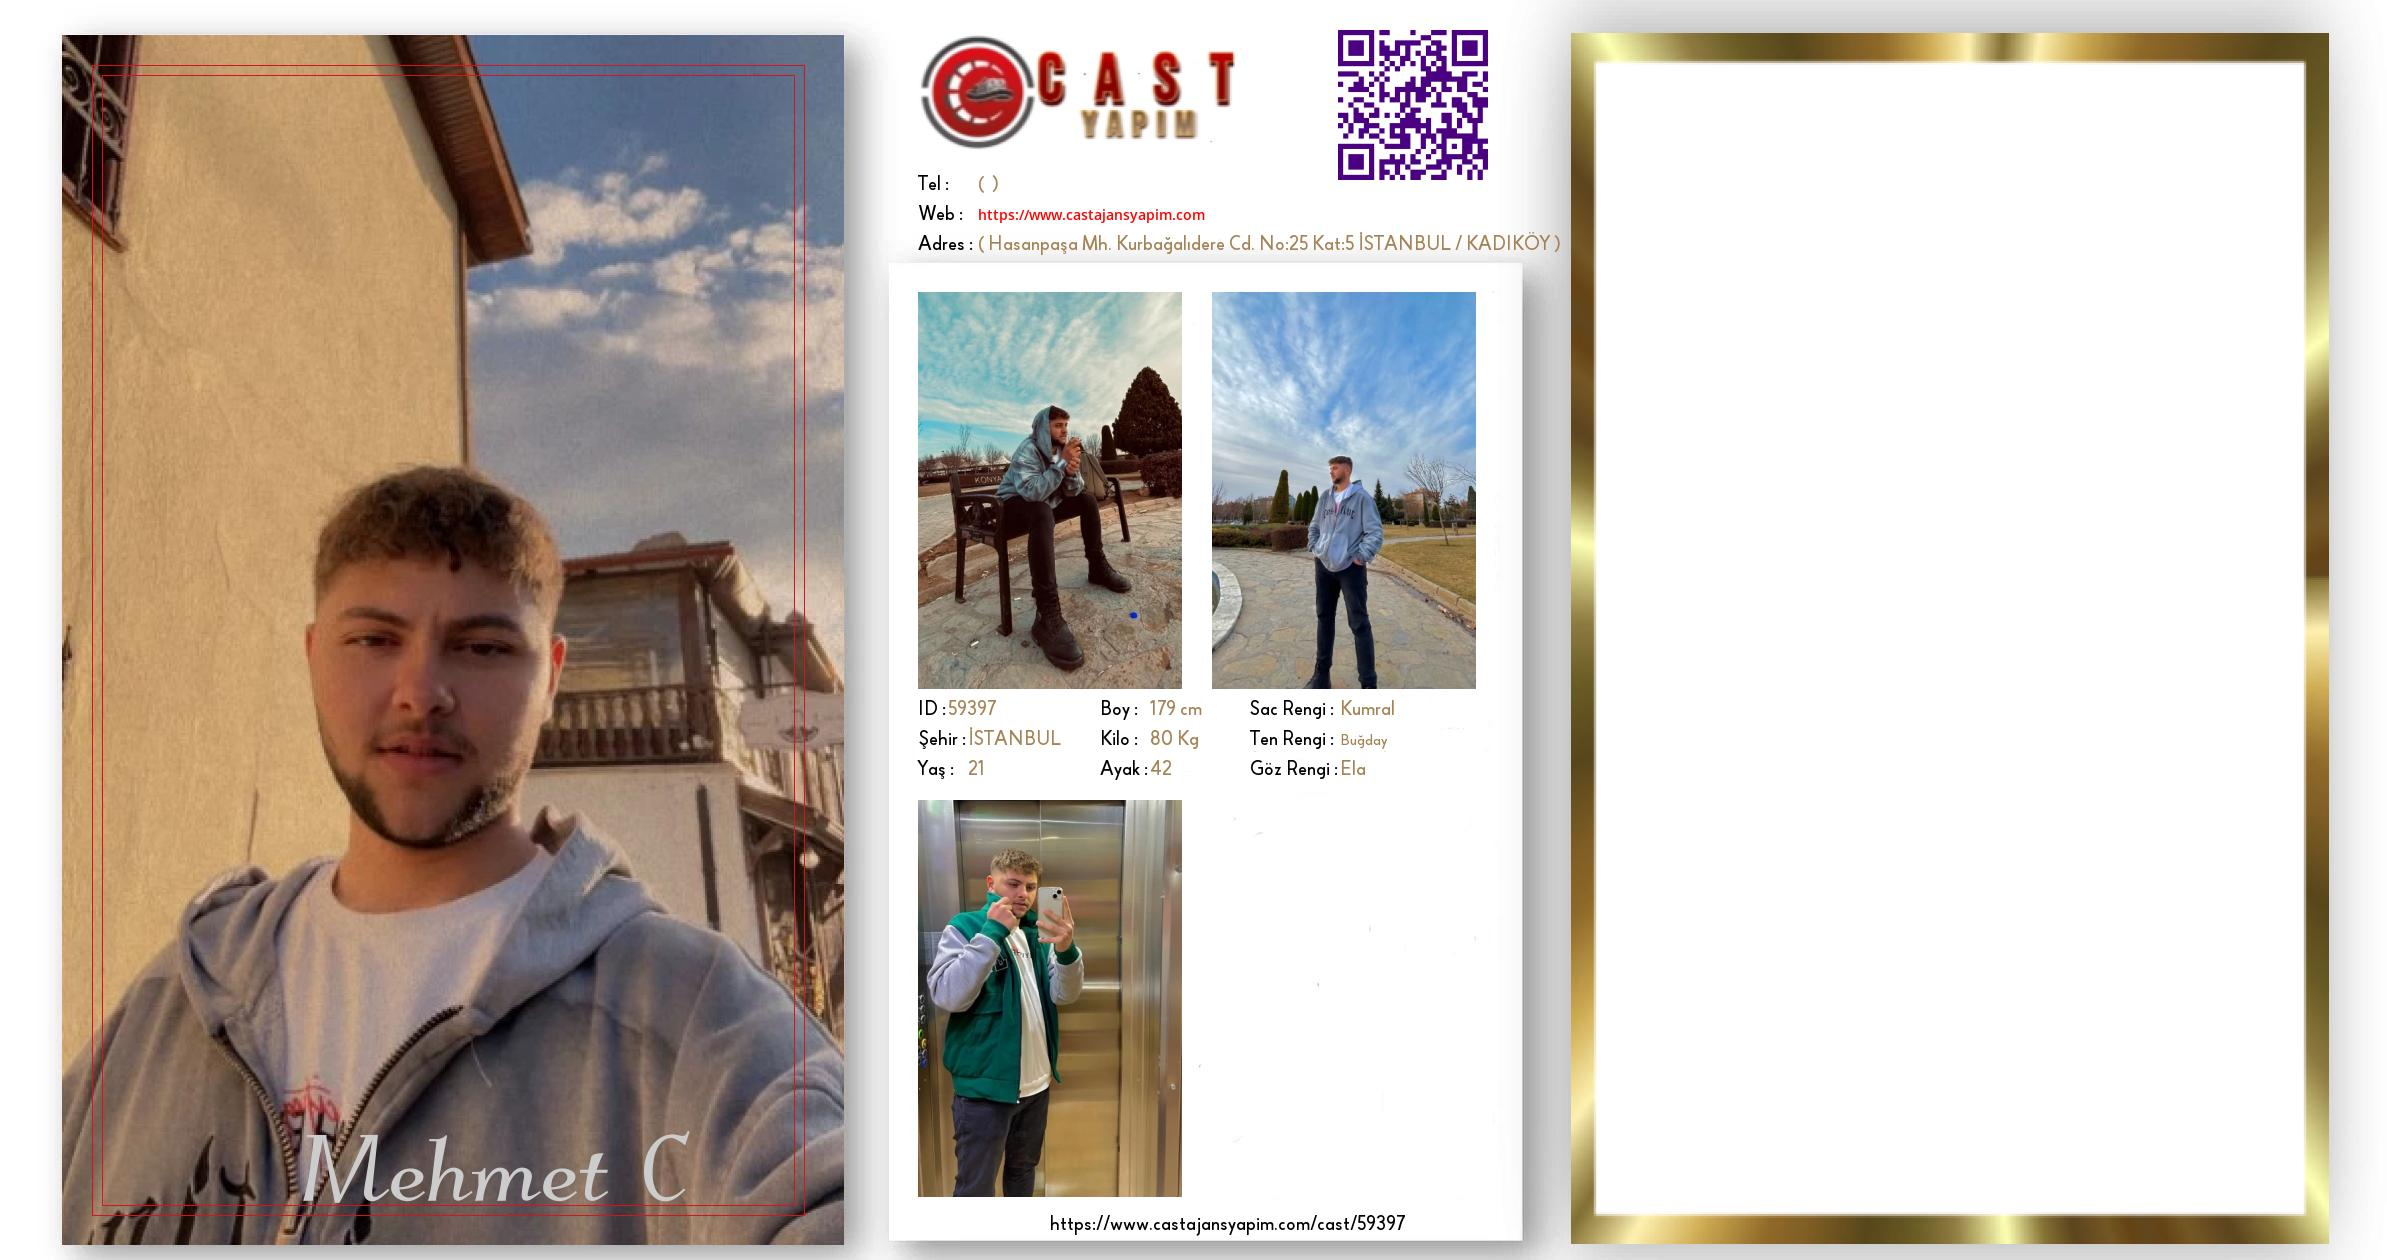 Mehmet C
CAST
YAPIM
Tel : ( )
Web : https://www.castajansyapim.com
Adres : ( Hasanpaşa Mh. Kurbağalıdere Cd. No:25 Kat:5 İSTANBUL / KADIKÖY )
KONYA
ID : 59397 Boy : 179 cm Sac Rengi : Kumral
Şehir : İSTANBUL Kilo : 80 Kg Ten Rengi : Buğday
Yaş : 21 Ayak : 42 Göz Rengi : Ela
https://www.castajansyapim.com/cast/59397